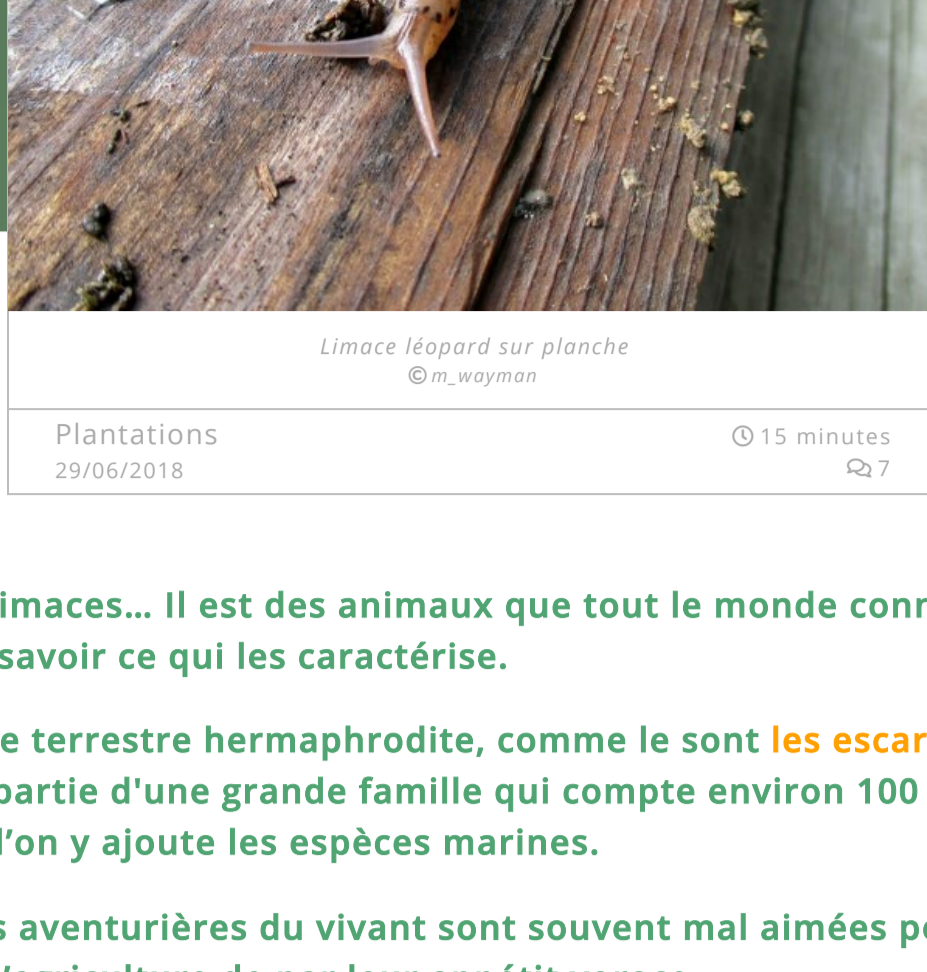 Limace léopard sur planche
© m_wayman
Plantations
29/06/2018
15 minutes
7
imaces... Il est des animaux que tout le monde
savoir ce qui les caractérise.
terrestre hermaphrodite, comme le sont les
partie d'une grande famille qui compte environ 100
l’on y ajoute les espèces marines.
aventurières du vivant sont souvent mal aimées